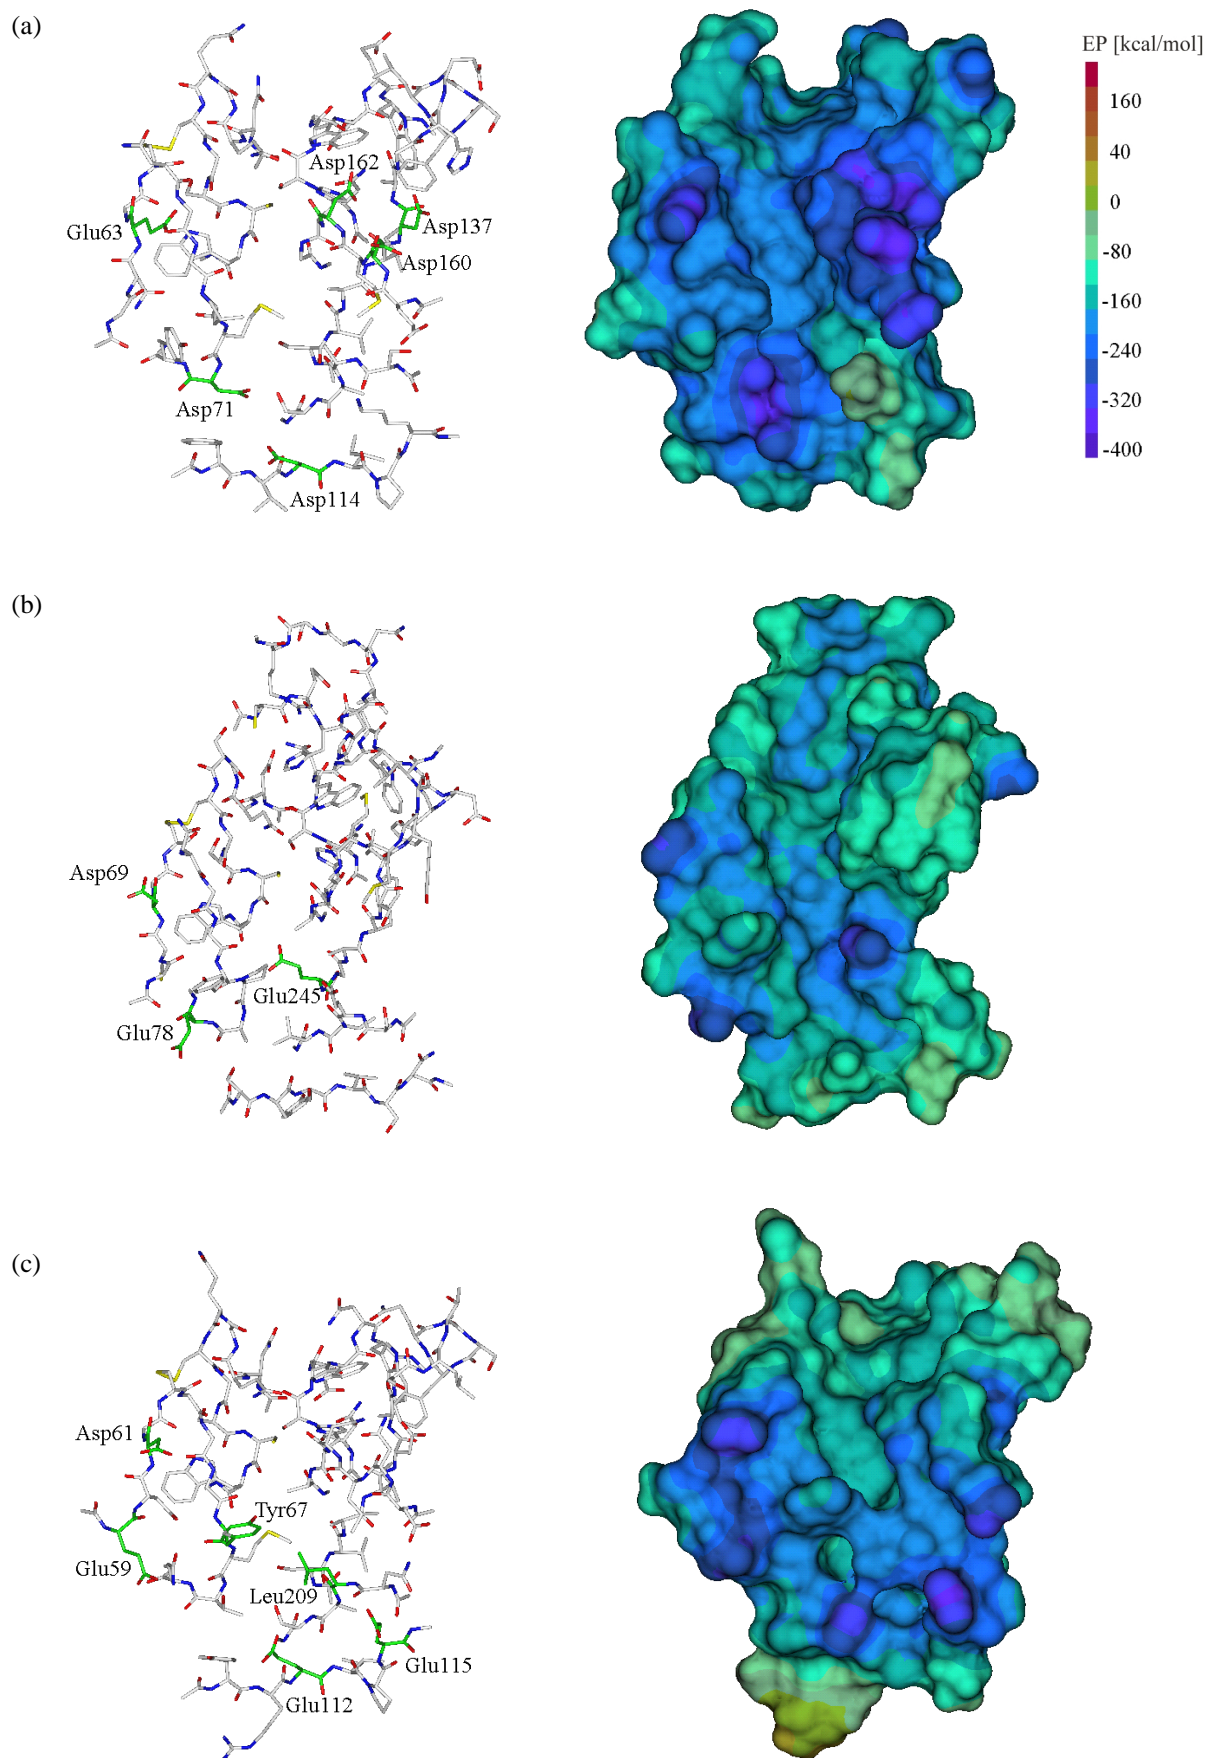 (a)
EP [kcal/mol]
160
40
0
-80
-160
-240
-320
-400
Asp162
Glu63
Asp137
Asp160
Asp71
Asp114
(b)
Asp69
Glu245
Glu78
(c)
Asp61
Tyr67
Glu59
Leu209
Glu115
Glu112